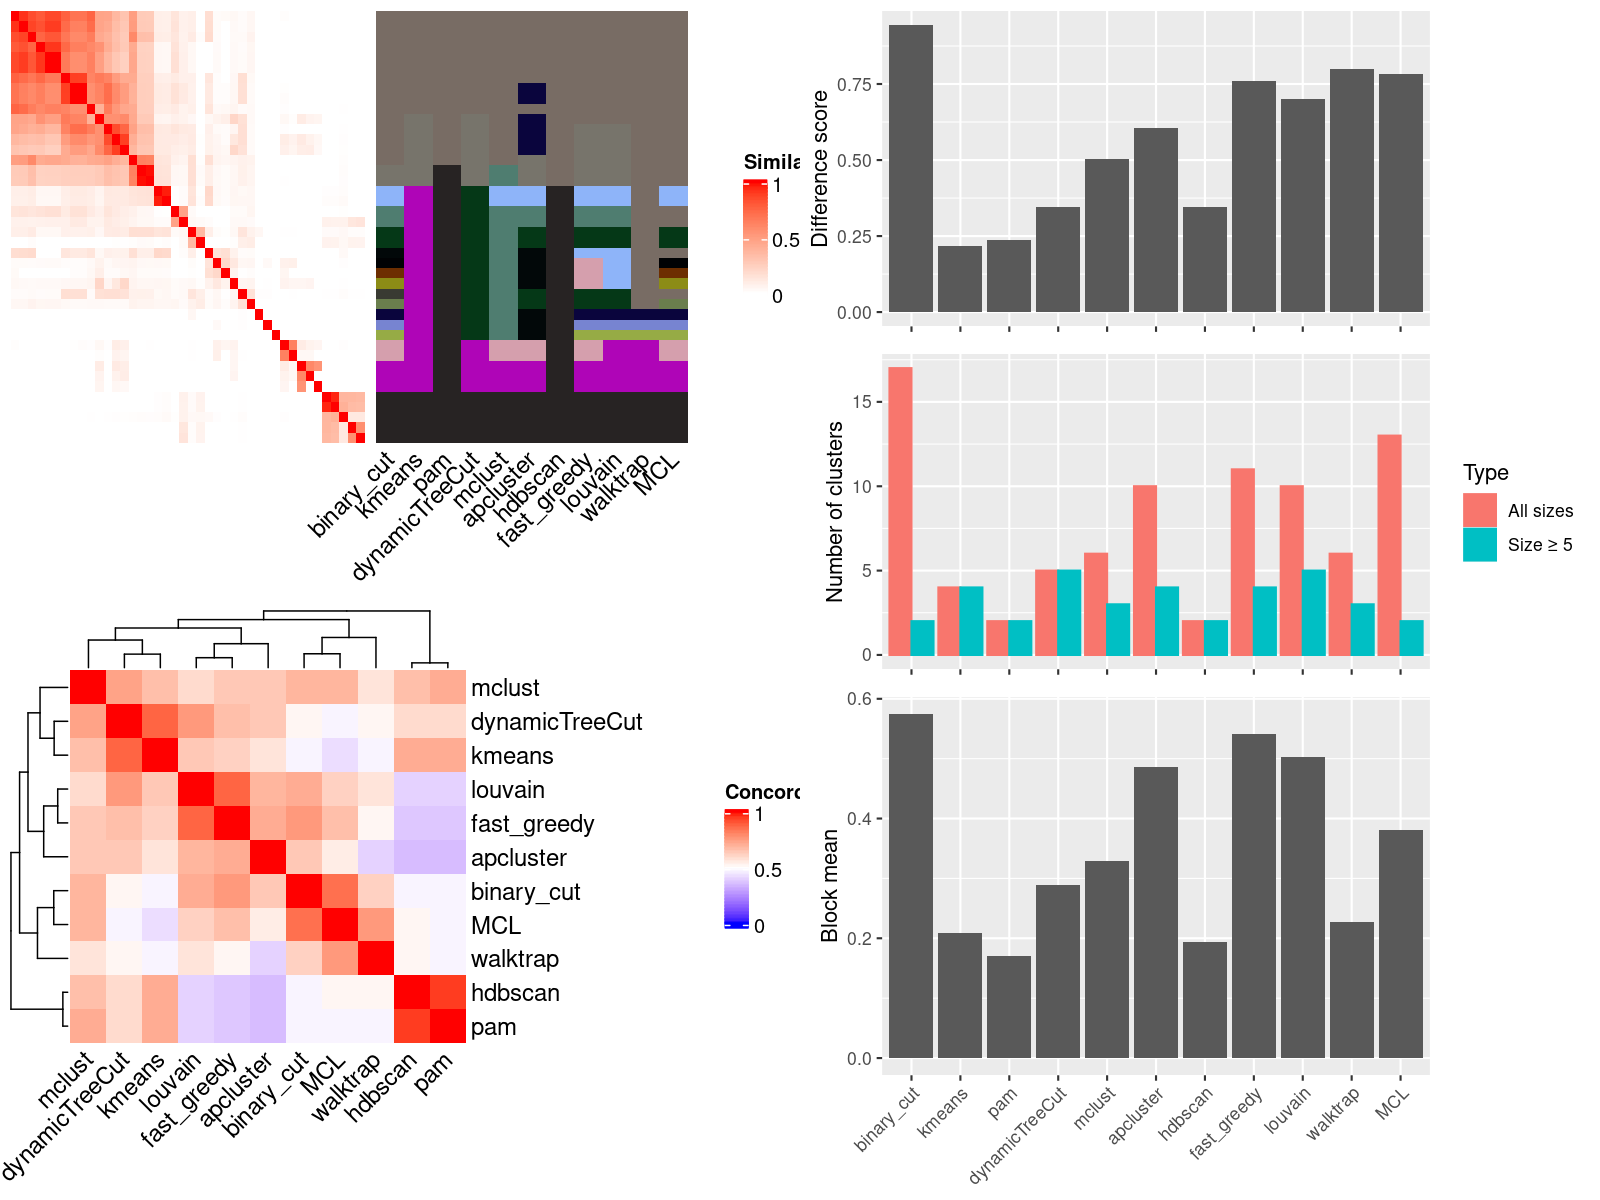 Simila
1
0.5
0
binary_cut
kmeans
pam
dynamicTreeCut
mclust
apcluster
hdbscan
fast_greedy
louvain
walktrap
MCL
Difference score
0.75
0.50
0.25
0.00
Number of clusters
15
10
5
0
Type
All sizes
Size ≥ 5
mclust
dynamicTreeCut
kmeans
louvain
fast_greedy
apcluster
binary_cut
MCL
walktrap
hdbscan
pam
mclust
dynamicTreeCut
kmeans
louvain
fast_greedy
apcluster
binary_cut
MCL
walktrap
hdbscan
pam
Concord
1
0.5
0
Block mean
0.6
0.4
0.2
0.0
binary_cut
kmeans
pam
dynamicTreeCut
mclust
apcluster
hdbscan
fast_greedy
louvain
walktrap
MCL